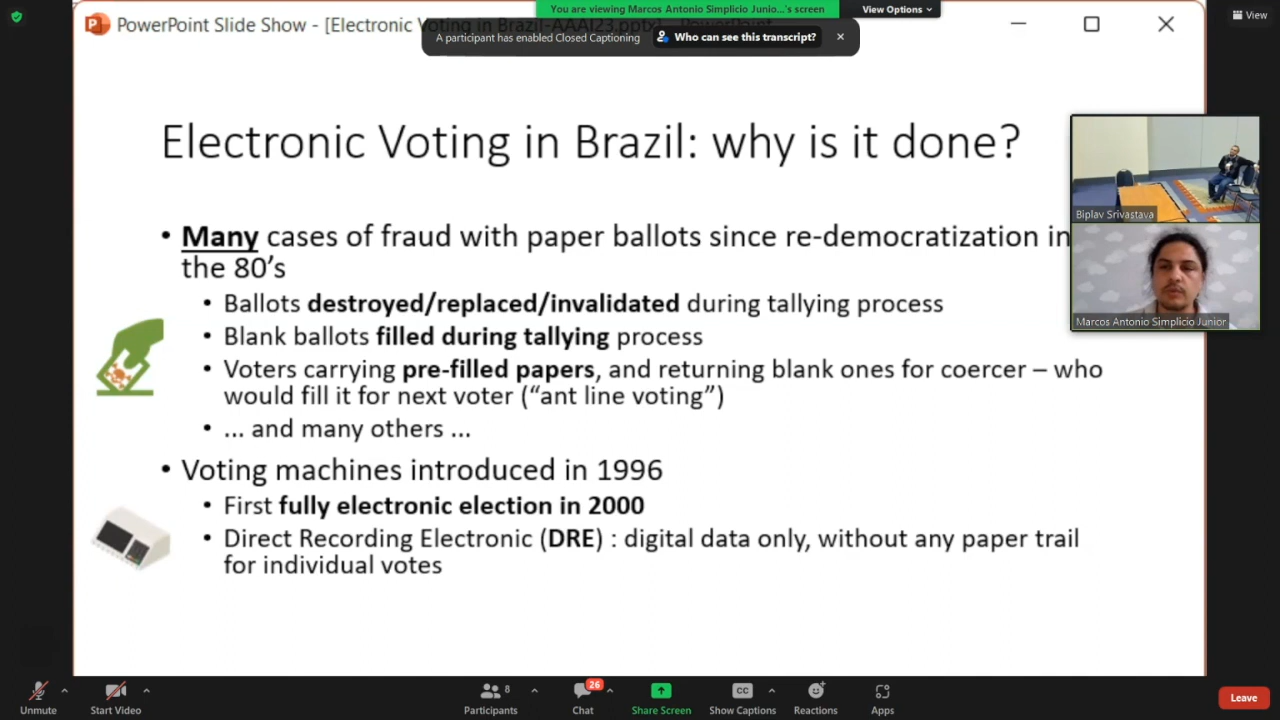 You are viewing Marcos Antonio Simplicio Junio...'s screen
View Options
View
PowerPoint Slide Show - [Electronic Voting in Brazil-AAAI23.pptx] - PowerPoint
A participant has enabled Closed Captioning
Who can see this transcript?
Electronic Voting in Brazil: why is it done?
• Many cases of fraud with paper ballots since re-democratization in
the 80's
• Ballots destroyed/replaced/invalidated during tallying process
• Blank ballots filled during tallying process
• Voters carrying pre-filled papers, and returning blank ones for coercer – who
would fill it for next voter ("ant line voting")
• ... and many others ...
• Voting machines introduced in 1996
• First fully electronic election in 2000
• Direct Recording Electronic (DRE) : digital data only, without any paper trail
for individual votes
Biplav Srivastava
Marcos Antonio Simplicio Junior
Unmute
Start Video
Participants
8
Chat
26
Share Screen
CC
Show Captions
Reactions
Apps
Leave